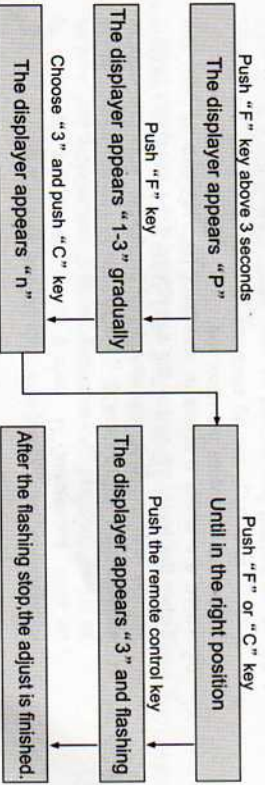 Push “F” key above 3 seconds
The displayer appears “P”
Push “F” key
The displayer appears “1-3” gradually
Choose “3” and push “C” key
The displayer appears “n”
Push “F” or “C” key
Until in the right position
Push the remote control key
The displayer appears “3” and flashing
After the flashing stop,the adjust is finished.